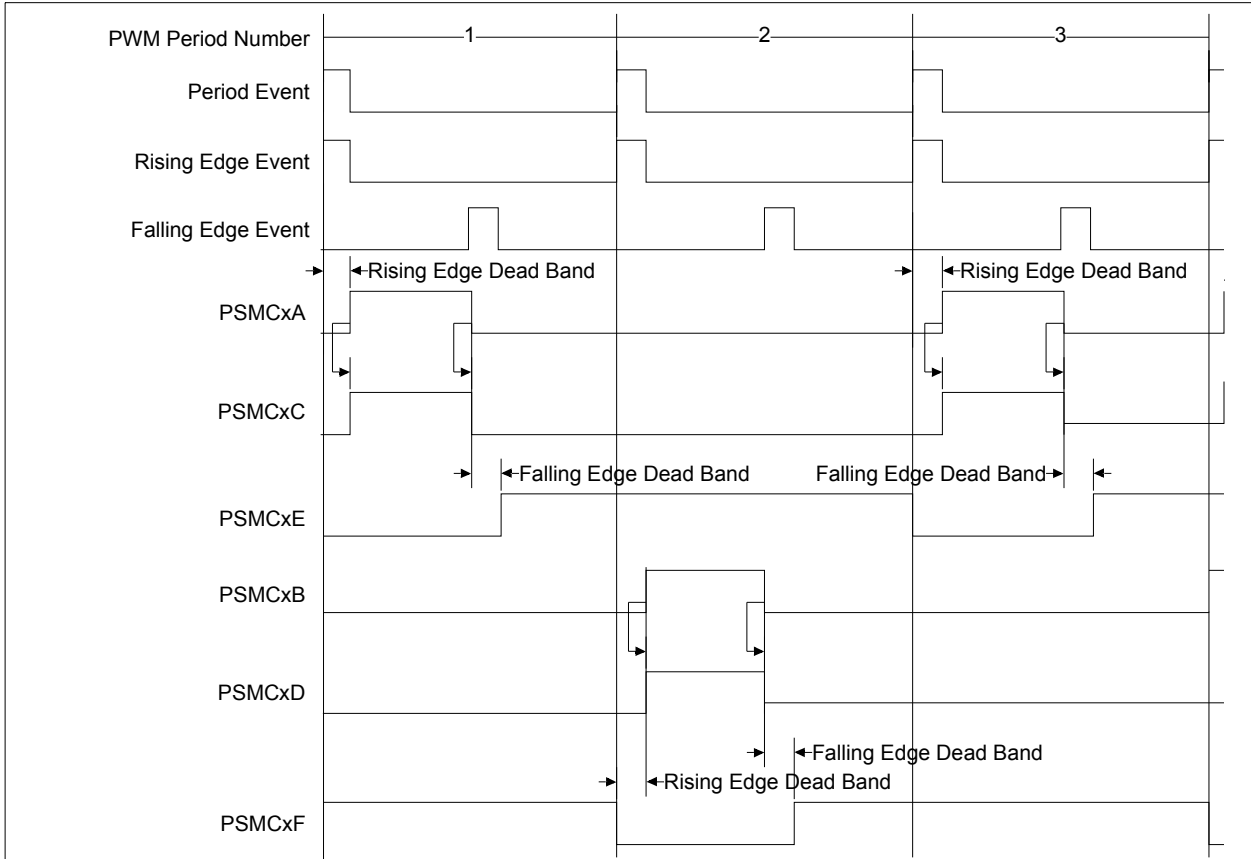 PWM Period Number 1 2 3
Period Event
Rising Edge Event
Falling Edge Event
Rising Edge Dead Band Rising Edge Dead Band
PSMCxA
PSMCxC
Falling Edge Dead Band Falling Edge Dead Band
PSMCxE
PSMCxB
PSMCxD
Falling Edge Dead Band
Rising Edge Dead Band
PSMCxF